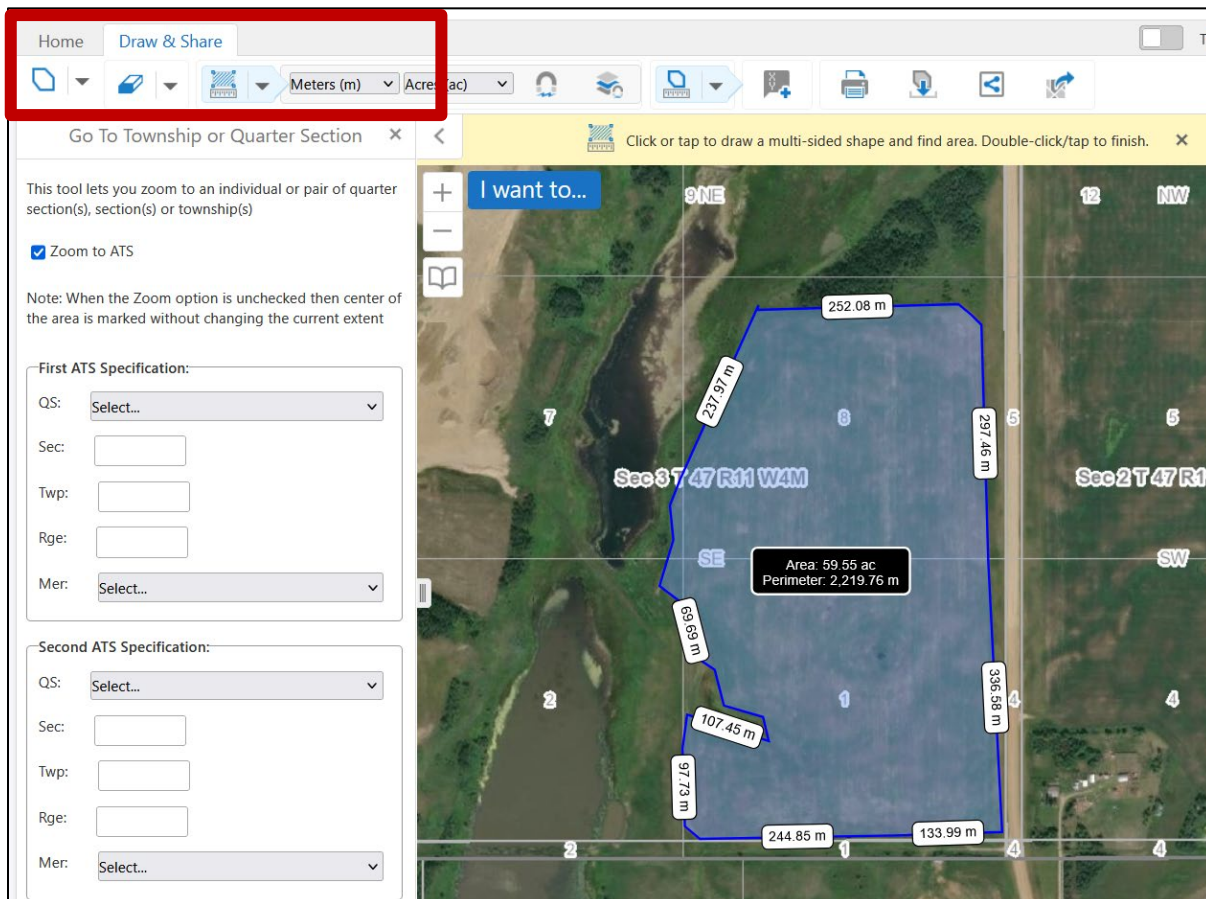 Home
Draw & Share
T
Meters (m)
Acres (ac)
Go To Township or Quarter Section
Click or tap to draw a multi-sided shape and find area. Double-click/tap to finish.
This tool lets you zoom to an individual or pair of quarter
section(s), section(s) or township(s)
Zoom to ATS
Note: When the Zoom option is unchecked then center of
the area is marked without changing the current extent
First ATS Specification:
QS: Select...
Sec:
Twp:
Rge:
Mer: Select...
Second ATS Specification:
QS: Select...
Sec:
Twp:
Rge:
Mer: Select...
I want to...
9 NE
12 NW
252.08 m
237.97 m
7
8
297.46 m
5
5
Sec 3 T 47 R11 W4M
Sec 2 T 47 R1
SE
SW
Area: 59.55 ac
Perimeter: 2,219.76 m
69.69 m
336.58 m
2
1
4
4
107.45 m
97.73 m
244.85 m
133.99 m
2
1
4
4